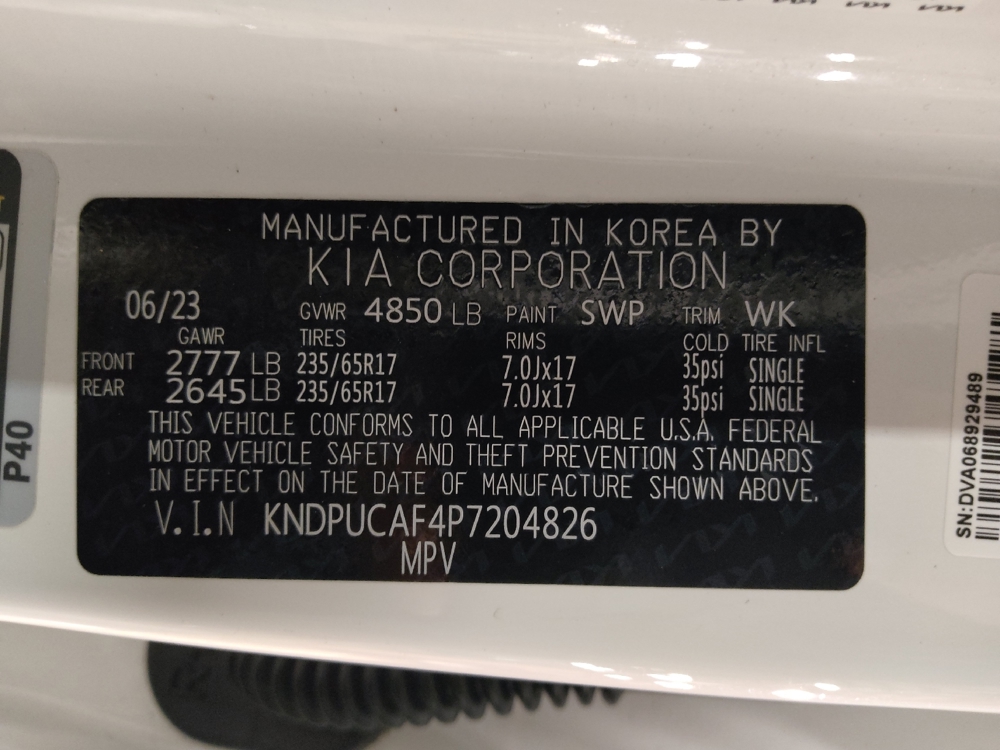 MANUFACTURED IN KOREA BY
KIA CORPORATION
06/23 GVWR 4850 LB PAINT SWP TRIM WK
GAWR TIRES RIMS COLD TIRE INFL
FRONT 2777 LB 235/65R17 7.0Jx17 35psi SINGLE
REAR 2645 LB 235/65R17 7.0Jx17 35psi SINGLE
THIS VEHICLE CONFORMS TO ALL APPLICABLE U.S.A. FEDERAL
MOTOR VEHICLE SAFETY AND THEFT PREVENTION STANDARDS
IN EFFECT ON THE DATE OF MANUFACTURE SHOWN ABOVE.
V.I.N KNDPUCAF4P7204826
MPV
P40
SN:DVA068929489